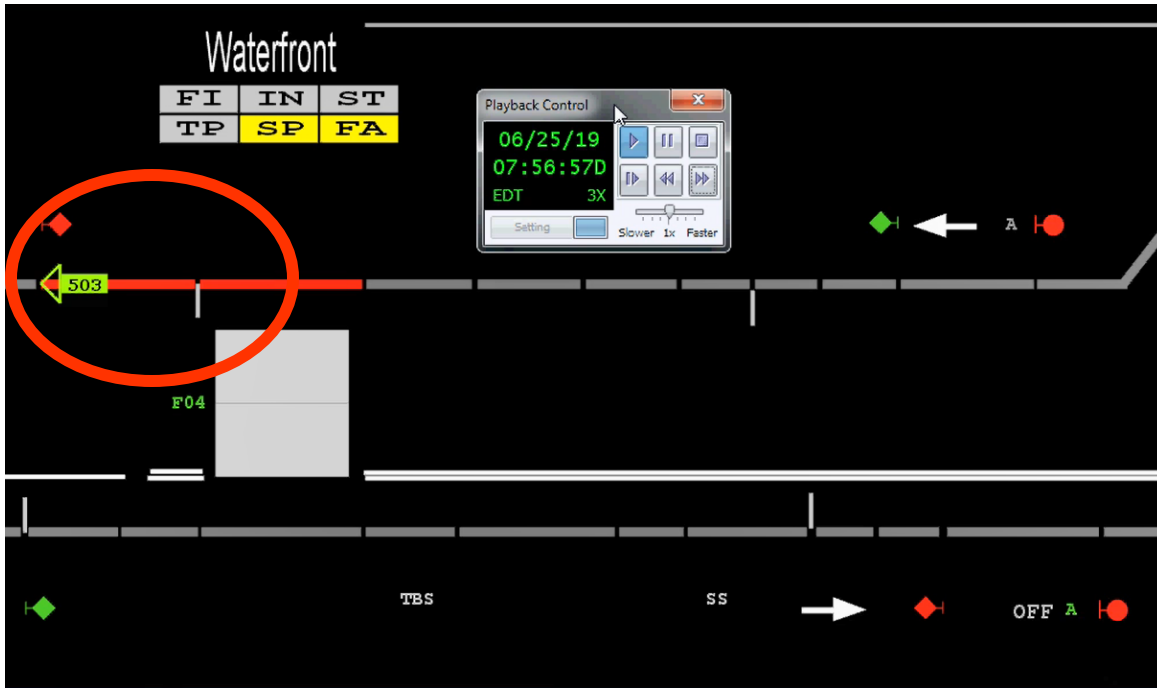 Waterfront
FI IN ST
TP SP FA
Playback Control
06/25/19
07:56:57D
EDT 3X
Setting
Slower 1x Faster
A
503
F04
TBS SS
OFF A